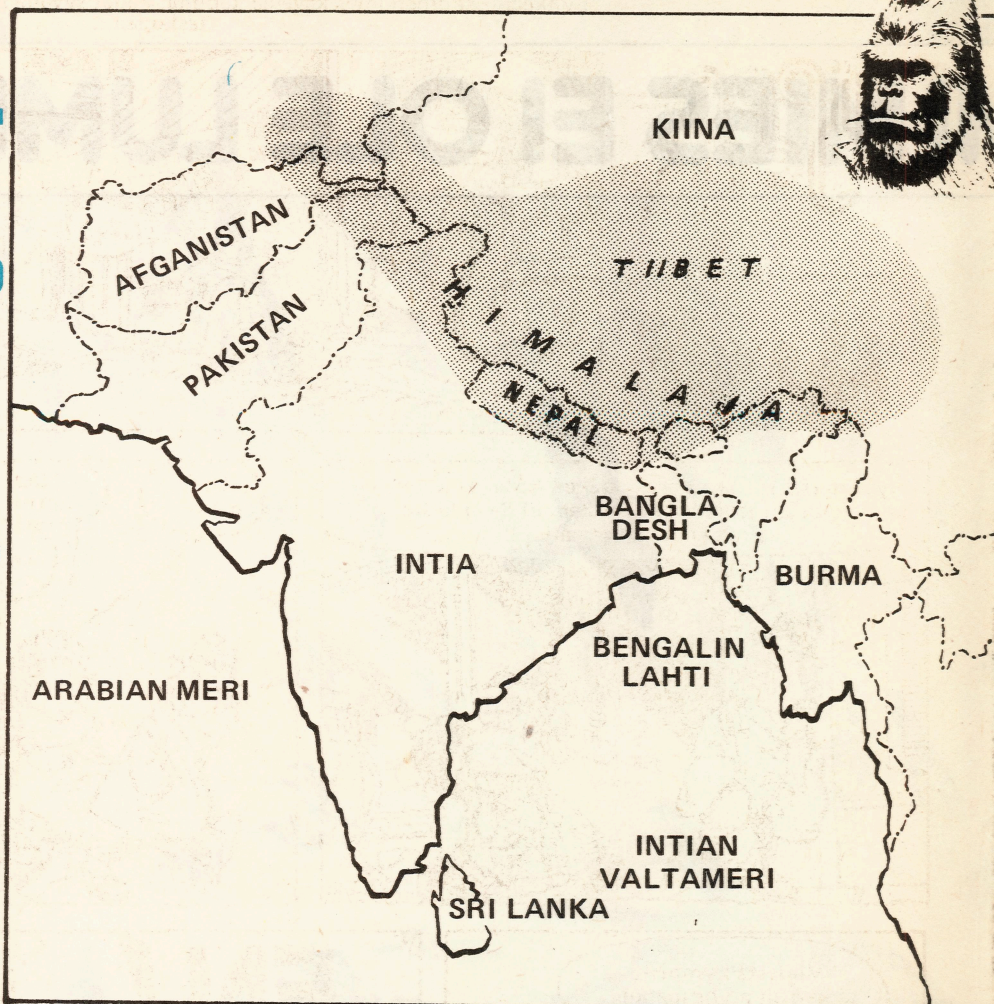 KIINA
AFGANISTAN
TIIBET
PAKISTAN
HIMALAJA
NEPAL
BANGLA
DESH
INTIA
BURMA
BENGALIN
LAHTI
ARABIAN MERI
INTIAN
VALTAMERI
SRI LANKA